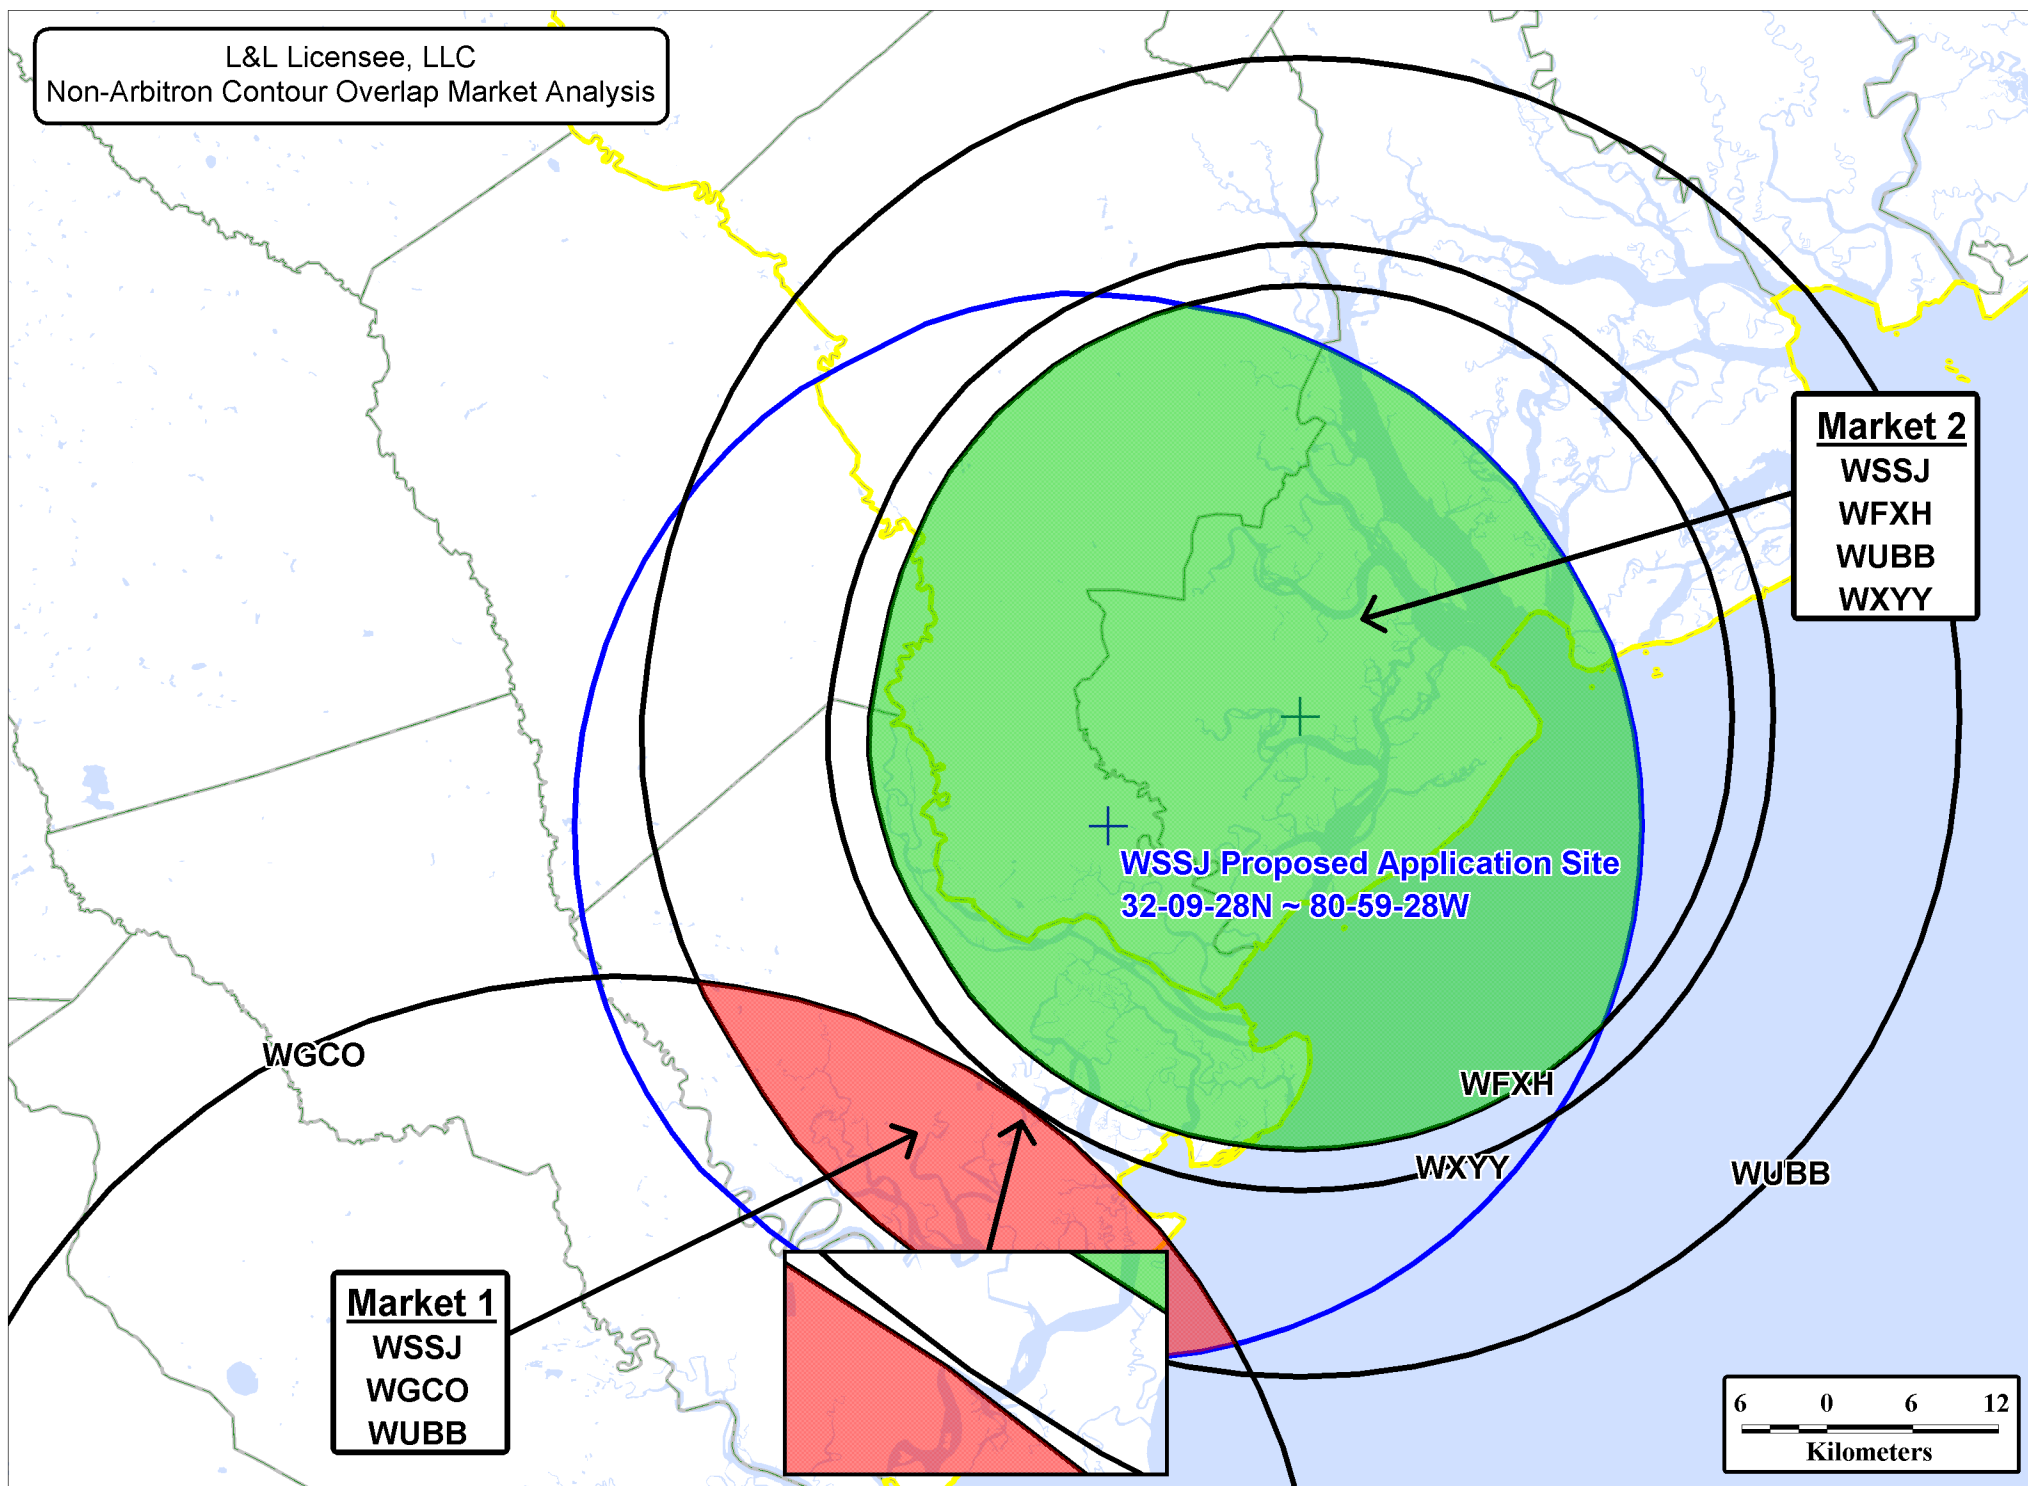 L&L Licensee, LLC
Non-Arbitron Contour Overlap Market Analysis
Market 2
WSSJ
WFXH
WUBB
WXYY
WSSJ Proposed Application Site
32-09-28N ~ 80-59-28W
WGCO
WFXH
WXYY
WUBB
Market 1
WSSJ
WGCO
WUBB
6 0 6 12
Kilometers